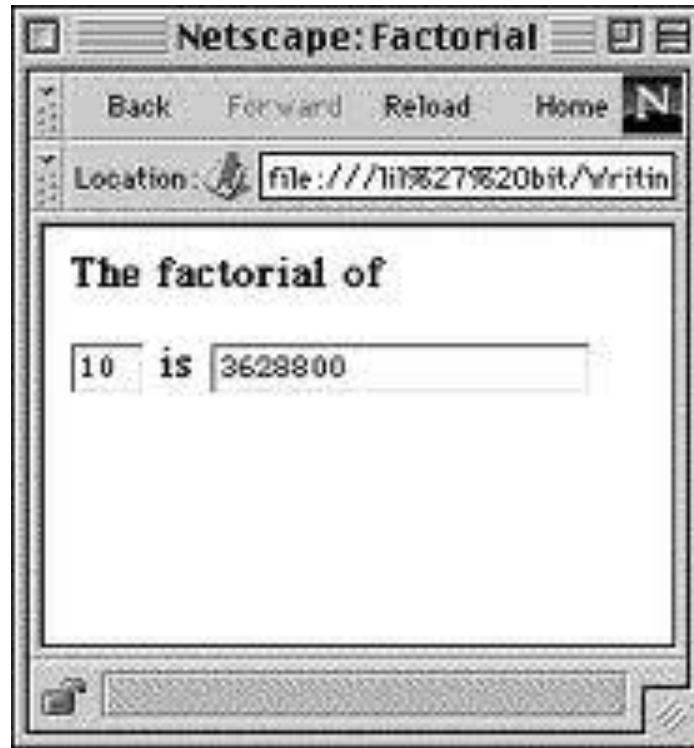 Netscape: Factorial
Back Forward Reload Home N
Location: file:///lil%27%20bit/Writin
The factorial of
10 is 3628800